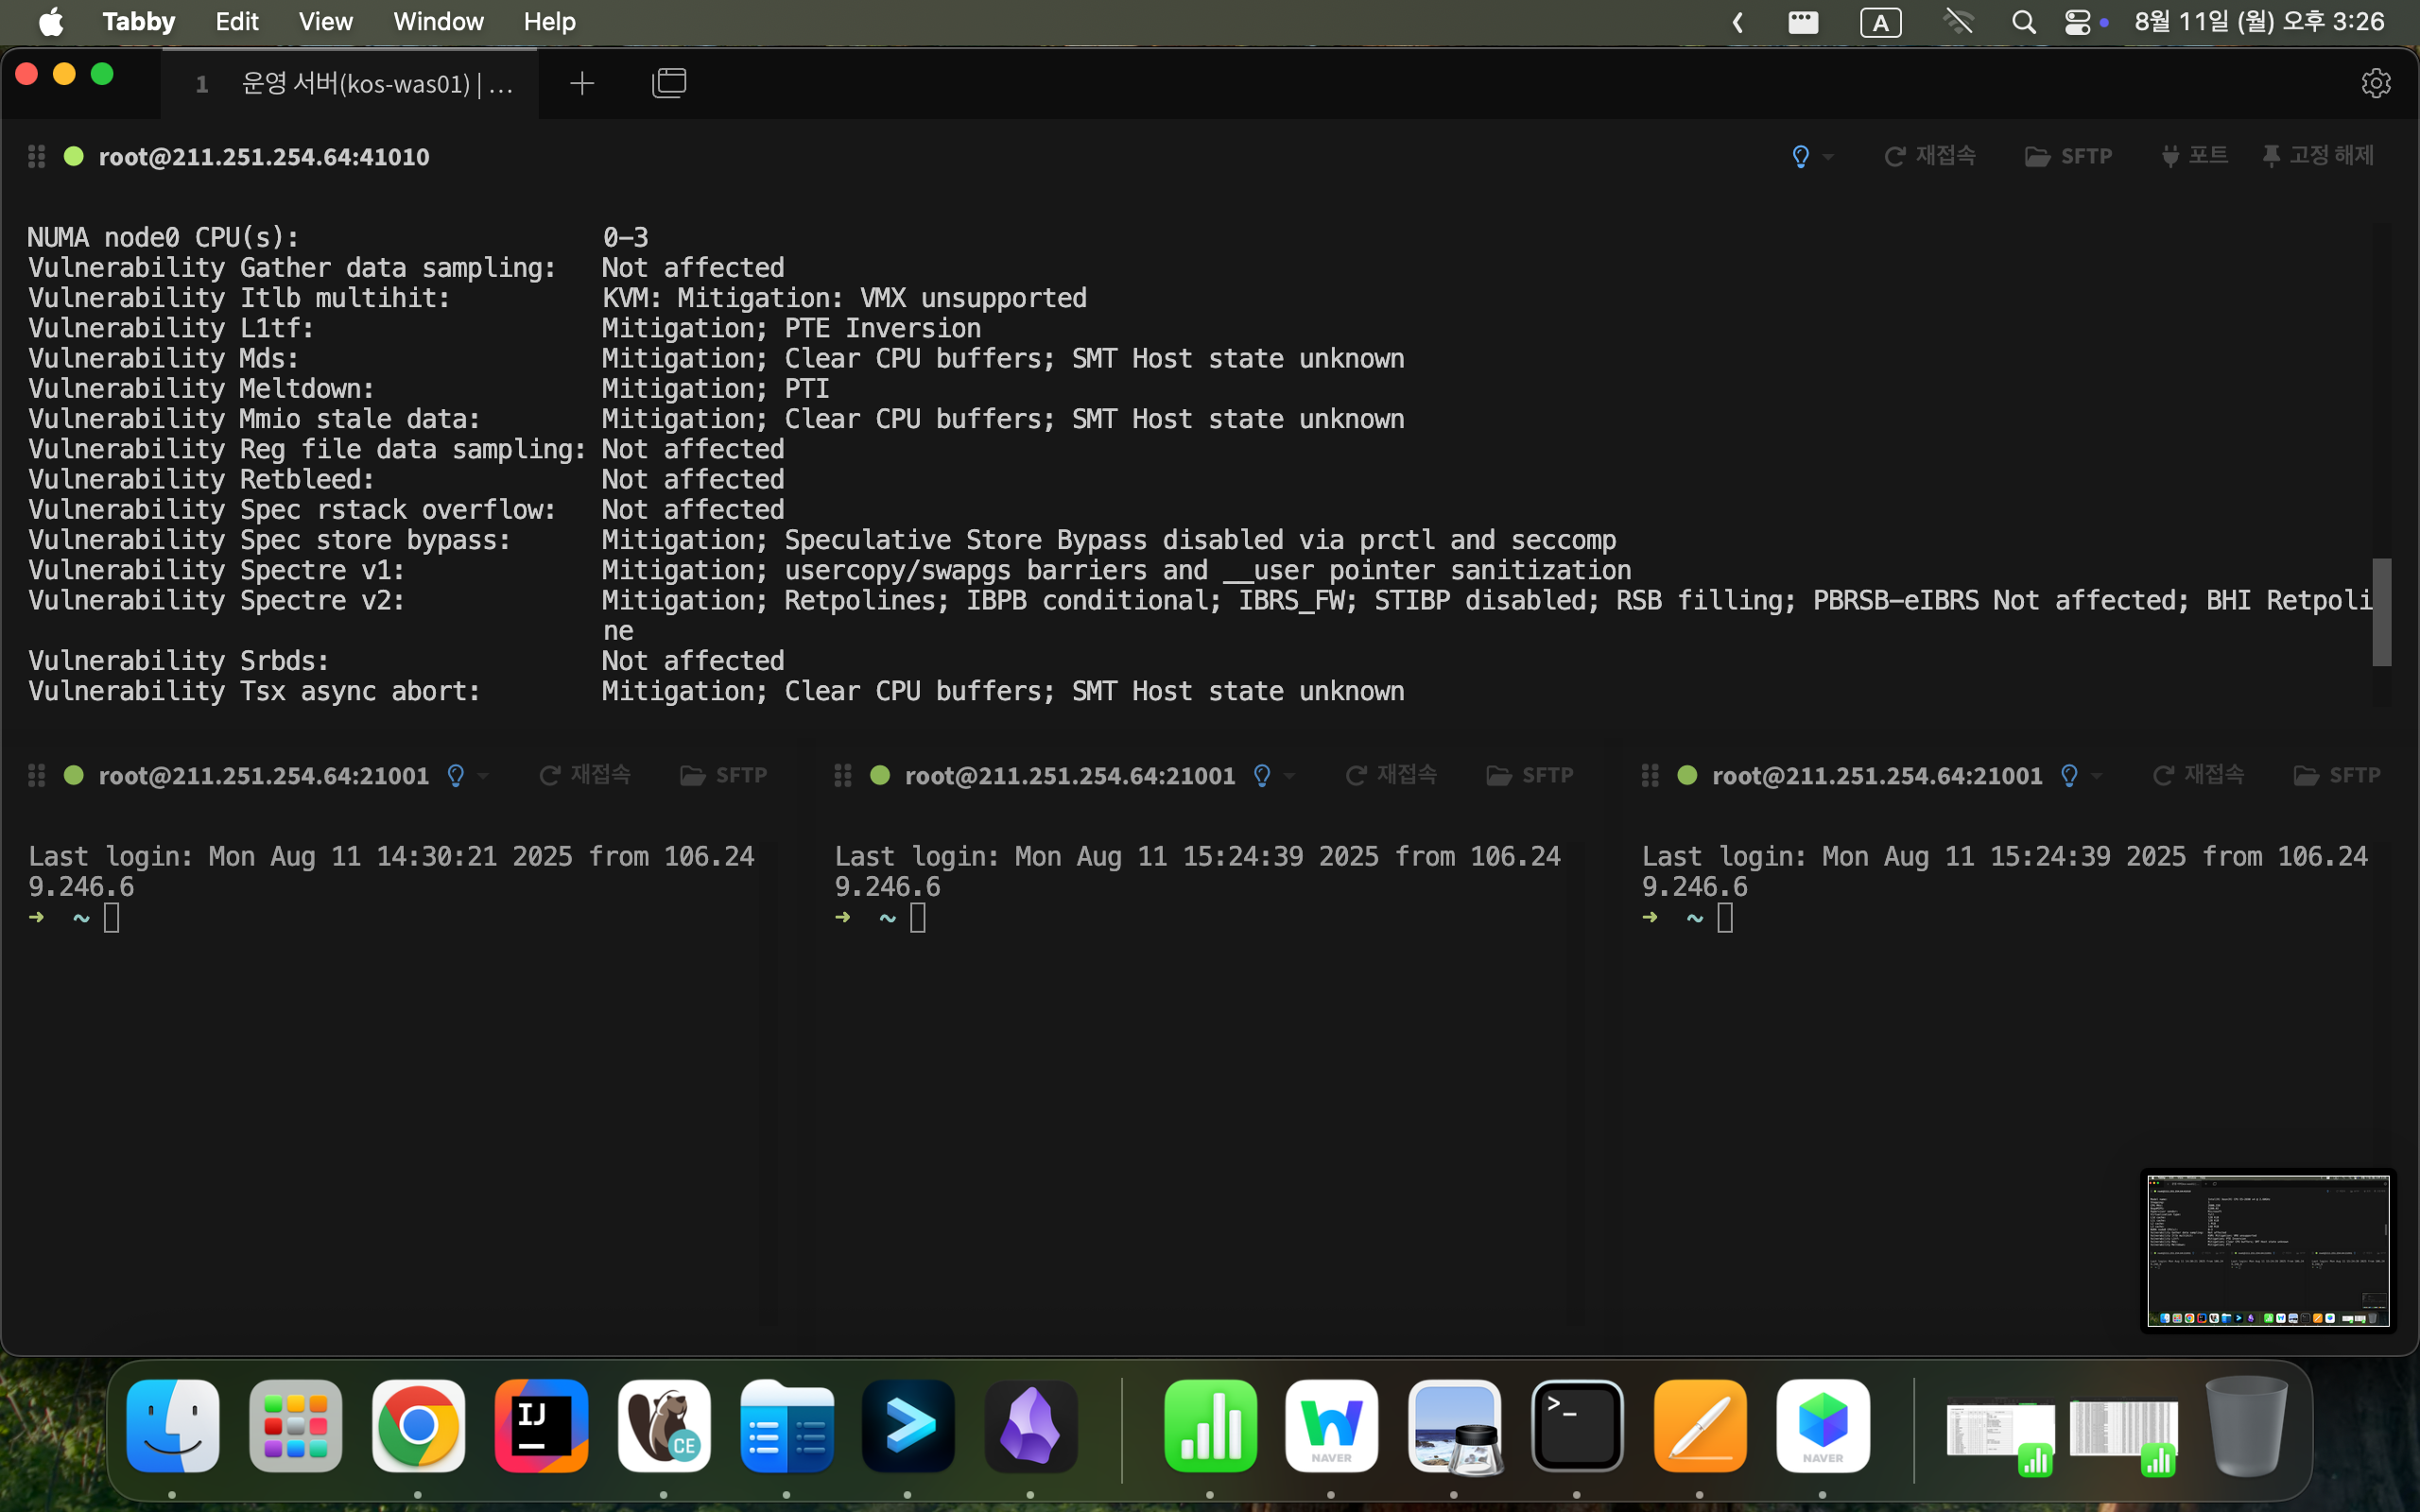 Tabby Edit View Window Help A 8월 11일 (월) 오후 3:26
1 운영 서버(kos-was01) | …
root@211.251.254.64:41010 재접속 SFTP 포트 고정 해제
NUMA node0 CPU(s): 0-3
Vulnerability Gather data sampling: Not affected
Vulnerability Itlb multihit: KVM: Mitigation: VMX unsupported
Vulnerability L1tf: Mitigation; PTE Inversion
Vulnerability Mds: Mitigation; Clear CPU buffers; SMT Host state unknown
Vulnerability Meltdown: Mitigation; PTI
Vulnerability Mmio stale data: Mitigation; Clear CPU buffers; SMT Host state unknown
Vulnerability Reg file data sampling: Not affected
Vulnerability Retbleed: Not affected
Vulnerability Spec rstack overflow: Not affected
Vulnerability Spec store bypass: Mitigation; Speculative Store Bypass disabled via prctl and seccomp
Vulnerability Spectre v1: Mitigation; usercopy/swapgs barriers and __user pointer sanitization
Vulnerability Spectre v2: Mitigation; Retpolines; IBPB conditional; IBRS_FW; STIBP disabled; RSB filling; PBRSB-eIBRS Not affected; BHI Retpoli
ne
Vulnerability Srbds: Not affected
Vulnerability Tsx async abort: Mitigation; Clear CPU buffers; SMT Host state unknown
root@211.251.254.64:21001 재접속 SFTP
Last login: Mon Aug 11 14:30:21 2025 from 106.24
9.246.6
➜ ~
root@211.251.254.64:21001 재접속 SFTP
Last login: Mon Aug 11 15:24:39 2025 from 106.24
9.246.6
➜ ~
root@211.251.254.64:21001 재접속 SFTP
Last login: Mon Aug 11 15:24:39 2025 from 106.24
9.246.6
➜ ~
IJ
CE
NAVER
>_
NAVER